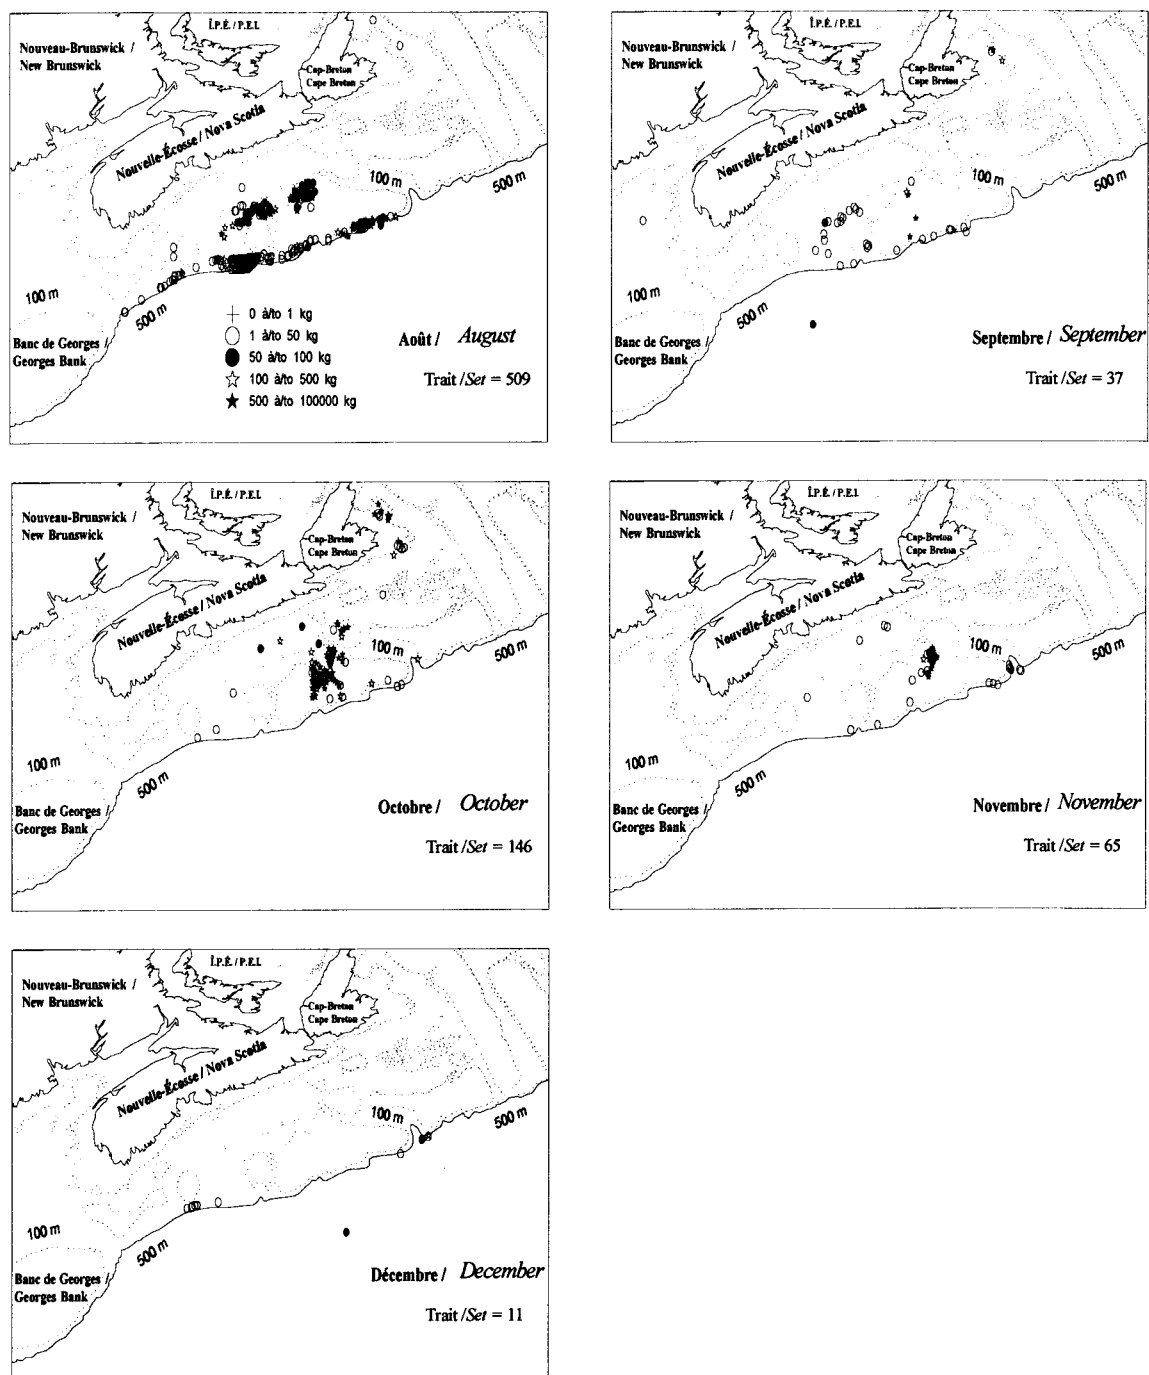 Î.P.É. / P.E.I.
Nouveau-Brunswick /
New Brunswick
Cap-Breton
Cape Breton
Nouvelle-Écosse / Nova Scotia
100 m
500 m
100 m
500 m
Banc de Georges /
Georges Bank
0 à/to 1 kg
1 à/to 50 kg
50 à/to 100 kg
100 à/to 500 kg
500 à/to 100000 kg
Août / August
Trait /Set = 509
Î.P.É. / P.E.I.
Nouveau-Brunswick /
New Brunswick
Cap-Breton
Cape Breton
Nouvelle-Écosse / Nova Scotia
100 m
500 m
100 m
500 m
Banc de Georges /
Georges Bank
Septembre / September
Trait /Set = 37
Î.P.É. / P.E.I.
Nouveau-Brunswick /
New Brunswick
Cap-Breton
Cape Breton
Nouvelle-Écosse / Nova Scotia
100 m
500 m
100 m
500 m
Banc de Georges /
Georges Bank
Octobre / October
Trait /Set = 146
Î.P.É. / P.E.I.
Nouveau-Brunswick /
New Brunswick
Cap-Breton
Cape Breton
Nouvelle-Écosse / Nova Scotia
100 m
500 m
100 m
500 m
Banc de Georges /
Georges Bank
Novembre / November
Trait /Set = 65
Î.P.É. / P.E.I.
Nouveau-Brunswick /
New Brunswick
Cap-Breton
Cape Breton
Nouvelle-Écosse / Nova Scotia
100 m
500 m
100 m
500 m
Banc de Georges /
Georges Bank
Décembre / December
Trait /Set = 11